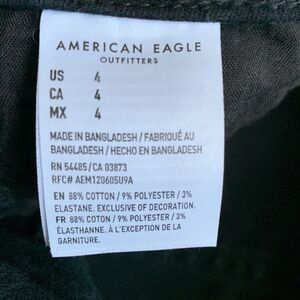 AMERICAN EAGLE
OUTFITTERS
US 4
CA 4
MX 4
MADE IN BANGLADESH / FABRIQUÉ AU
BANGLADESH / HECHO EN BANGLADESH
RN 54485/CA 03873
RFC# AEM120605U9A
EN 88% COTTON / 9% POLYESTER / 3%
ELASTANE. EXCLUSIVE OF DECORATION.
FR 88% COTON / 9% POLYESTER / 3%
ÉLASTHANNE. À L'EXCEPTION DE LA
GARNITURE.